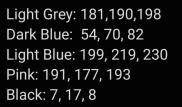 Light Grey: 181,190,198
Dark Blue:  54, 70, 82
Light Blue: 199, 219, 230
Pink: 191, 177, 193
Black: 7, 17, 8